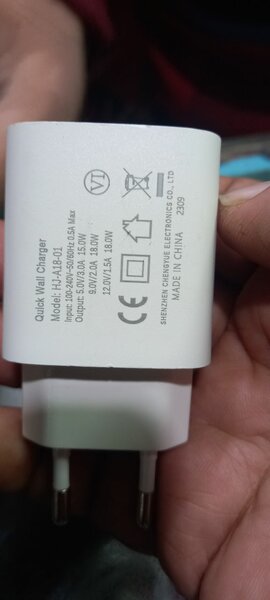 Quick Wall Charger
Model: HJ-A18-01
Input: 100-240V~50/60Hz 0.5A Max
Output: 5.0V/3.0A 15.0W
9.0V/2.0A 18.0W
12.0V/1.5A 18.0W
VI
CE
SHENZHEN CHENGYUE ELECTRONICS CO., LTD
MADE IN CHINA 2309